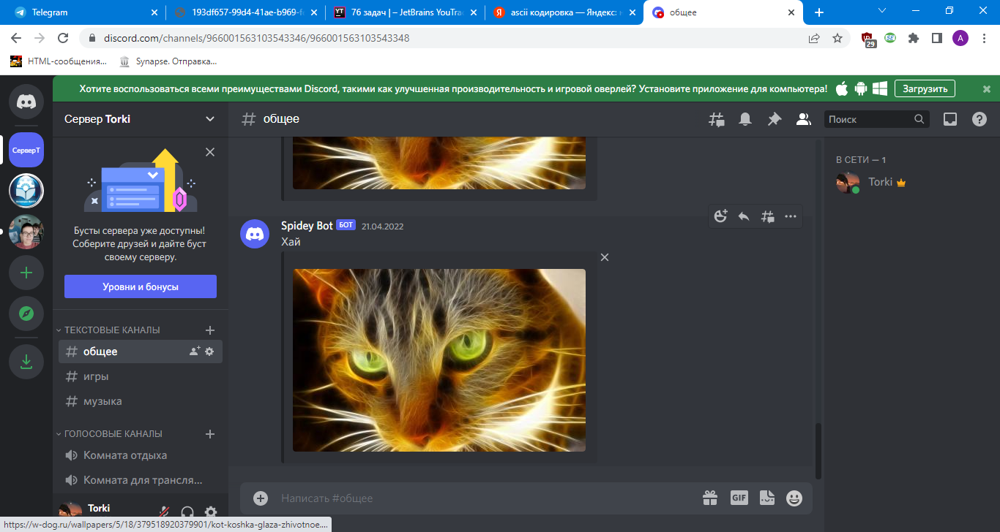 Telegram
193df657-99d4-41ae-b969-f
76 задач | – JetBrains YouTra
ascii кодировка — Яндекс:
общее
discord.com/channels/966001563103543346/966001563103543348
29
SE
A
HTML-сообщения...
Synapse. Отправка...
Хотите воспользоваться всеми преимуществами Discord, такими как улучшенная производительность и игровой оверлей? Установите приложение для компьютера!
Загрузить
Сервер Torki
общее
Поиск
СерверТ
Бусты сервера уже доступны!
Соберите друзей и дайте буст
своему серверу.
Уровни и бонусы
ТЕКСТОВЫЕ КАНАЛЫ
общее
игры
музыка
ГОЛОСОВЫЕ КАНАЛЫ
Комната отдыха
Комната для трансля...
Torki
Spidey Bot БОТ 21.04.2022
Хай
Написать #общее
GIF
В СЕТИ — 1
Torki
https://w-dog.ru/wallpapers/5/18/379518920379901/kot-koshka-glaza-zhivotnoe....